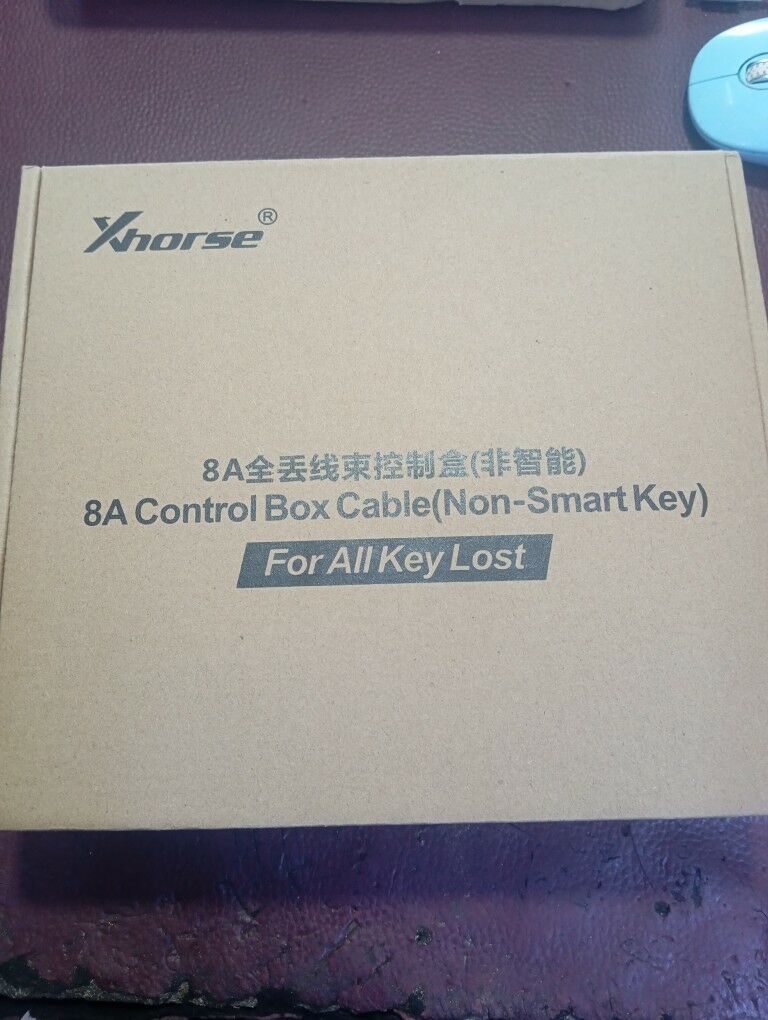 Xhorse®
8A全丢线束控制盒(非智能)
8A Control Box Cable(Non-Smart Key)
For All Key Lost